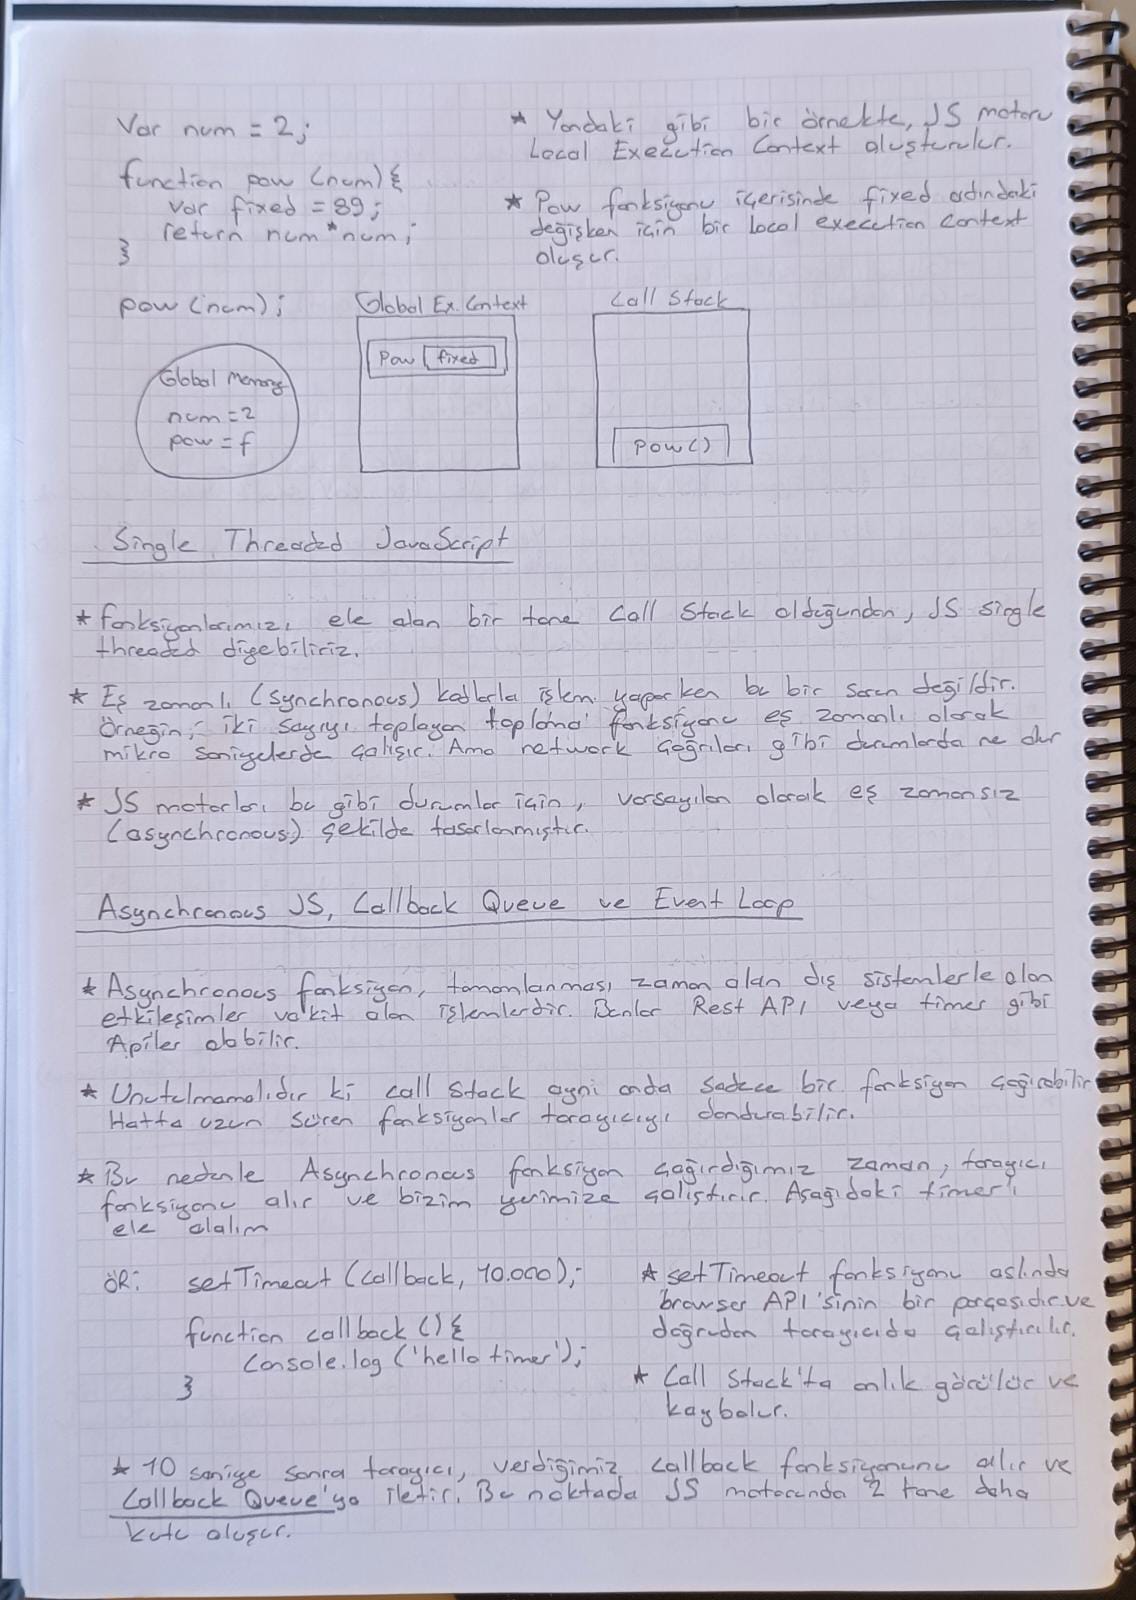 Var num = 2;
function pow (num) {
var fixed = 89;
return num*num;
}
pow (num);
* Yandaki gibi bir örnekte, JS motoru
Local Execution Context oluşturulur.
* Pow fonksiyonu içerisinde fixed adındaki
değişken için bir local execution context
oluşur.
Global Memory
num = 2
pow = f
Global Ex. Context
Pow fixed
Call Stack
Pow()
Single Threaded JavaScript
* Fonksiyonlarımızı ele alan bir tane Call Stack olduğundan, JS single
threaded diyebiliriz.
* Eş zamanlı (synchronous) kodlarla işlem yaparken bu bir sorun değildir.
Örneğin; iki sayıyı toplayan toplama fonksiyonu eş zamanlı olarak
mikro saniyelerde çalışır. Ama network çağrıları gibi durumlarda ne olur
* JS motorları bu gibi durumlar için, varsayılan olarak eş zamansız
(asynchronous) şekilde tasarlanmıştır.
Asynchronous JS, Callback Queue ve Event Loop
* Asynchronous fonksiyon, tamamlanması zaman alan dış sistemlerle olan
etkileşimler vakit alan işlemlerdir. Bunlar Rest API veya timer gibi
Apiler olabilir.
* Unutulmamalıdır ki call stack aynı anda sadece bir fonksiyon çağırabilir
Hatta uzun süren fonksiyonlar tarayıcıyı dondurabilir.
* Bu nedenle Asynchronous fonksiyon çağırdığımız zaman, tarayıcı
fonksiyonu alır ve bizim yerimize çalıştırır. Aşağıdaki timer'ı
ele alalım
ÖR: setTimeout (callback, 10.000);
function callback () {
Console.log ('hello timer');
}
* setTimeout fonksiyonu aslında
browser API'sinin bir parçasıdır ve
doğrudan tarayıcıda çalıştırılır.
* Call Stack'ta anlık görülür ve
kaybolur.
* 10 saniye sonra tarayıcı, verdiğimiz callback fonksiyonunu alır ve
Callback Queue'ya iletir. Bu noktada JS motorunda 2 tane daha
kutu oluşur.